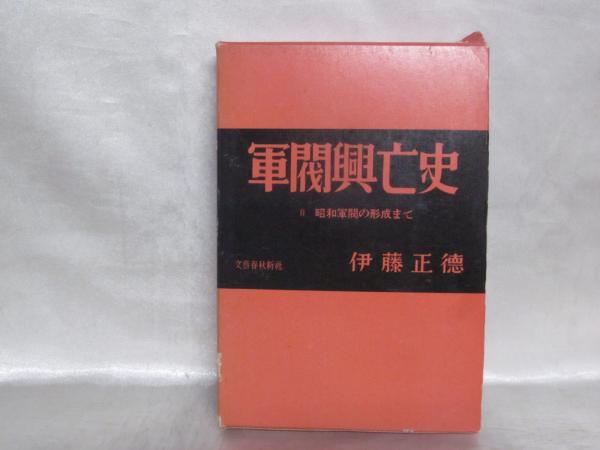 軍閥興亡史
Ⅱ 昭和軍閥の形成まで
文藝春秋新社
伊藤正徳